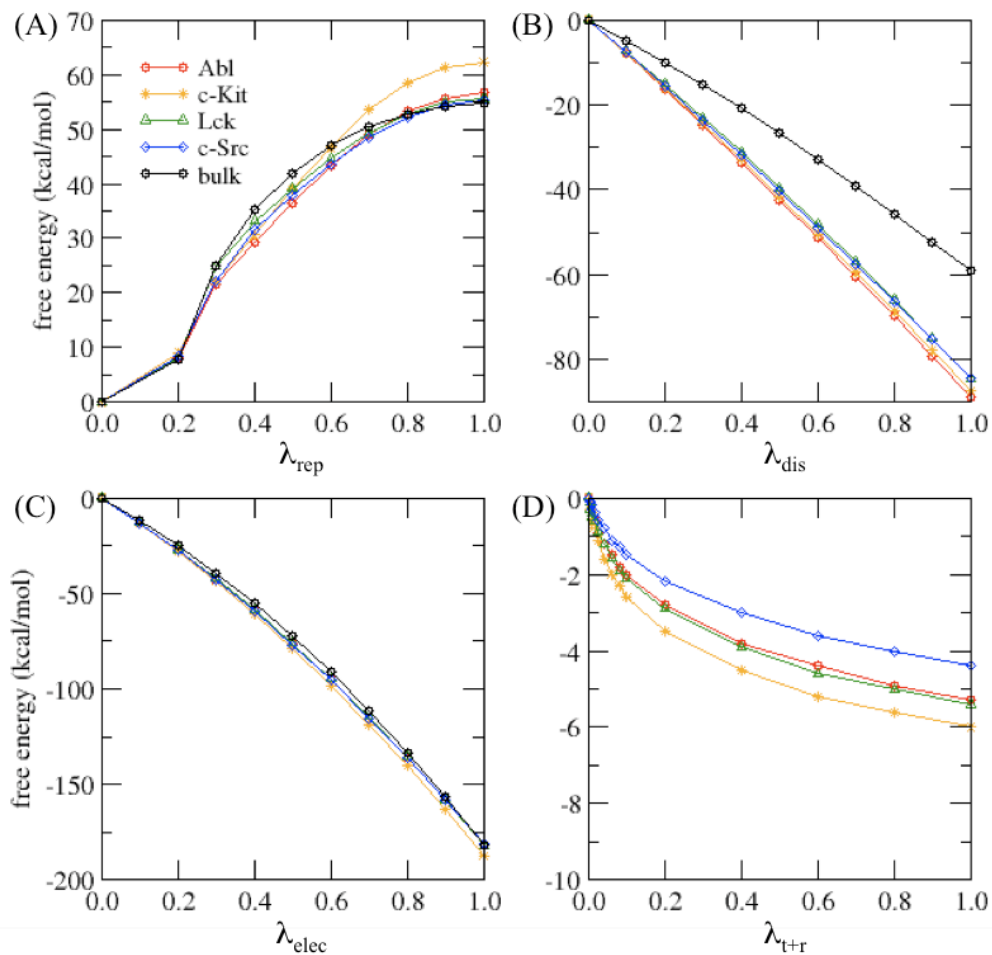 (A)
free energy (kcal/mol)
70
60
50
40
30
20
10
0
Abl
c-Kit
Lck
c-Src
bulk
0.0 0.2 0.4 0.6 0.8 1.0
λrep
(B)
0
-20
-40
-60
-80
0.0 0.2 0.4 0.6 0.8 1.0
λdis
(C)
free energy (kcal/mol)
0
-50
-100
-150
-200
0.0 0.2 0.4 0.6 0.8 1.0
λelec
(D)
0
-2
-4
-6
-8
-10
0.0 0.2 0.4 0.6 0.8 1.0
λt+r